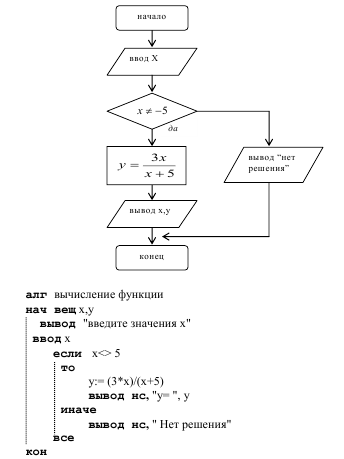 начало
ввод X
x ≠ −5
да
y = 3x / x + 5
вывод "нет
решения"
вывод x,y
конец
алг вычисление функции
нач вещ x,y
вывод "введите значения x"
ввод x
если x<> 5
то
y:= (3*x)/(x+5)
вывод нс, "y= ", y
иначе
вывод нс, " Нет решения"
все
кон